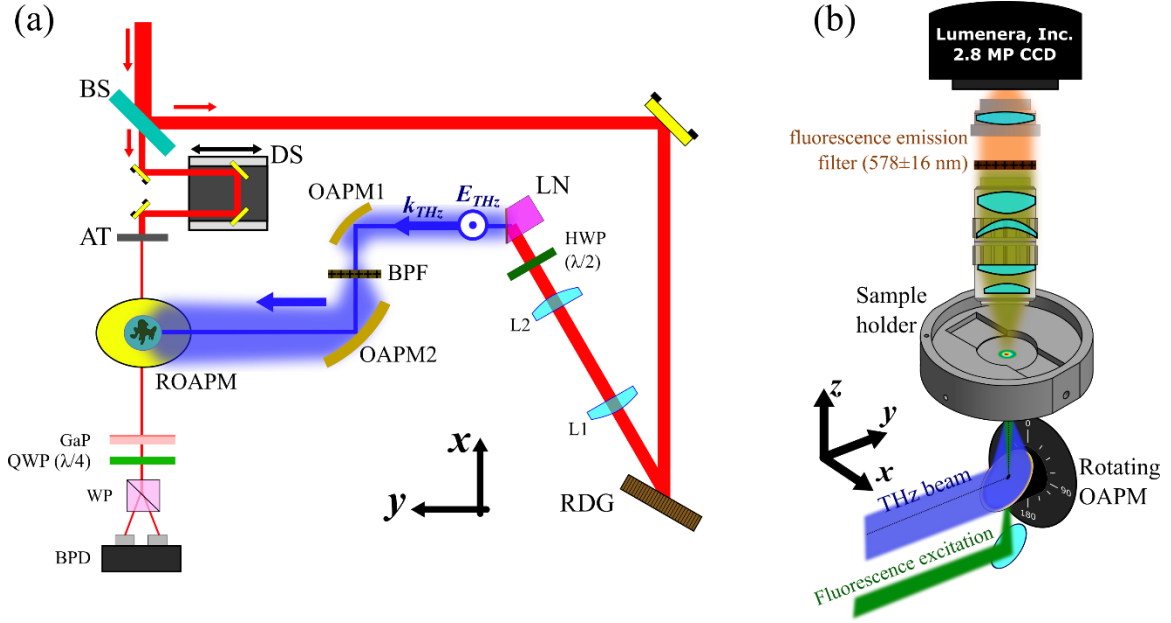 (a)
BS
DS
AT
ROAPM
GaP
QWP (λ/4)
WP
BPD
OAPM1
k_THz
E_THz
LN
HWP
(λ/2)
BPF
L2
OAPM2
L1
x
y
RDG
(b)
Lumenera, Inc.
2.8 MP CCD
fluorescence emission
filter (578±16 nm)
Sample
holder
z
y
x
0
90
180
THz beam
Rotating
OAPM
Fluorescence excitation